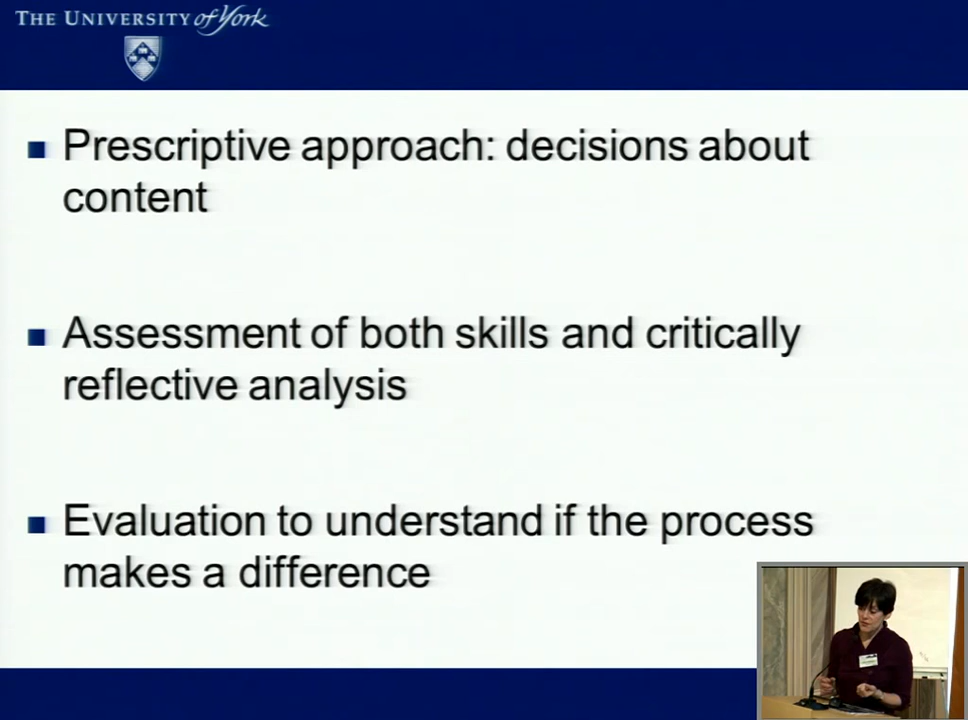 THE UNIVERSITY of York
Prescriptive approach: decisions about
content
Assessment of both skills and critically
reflective analysis
Evaluation to understand if the process
makes a difference